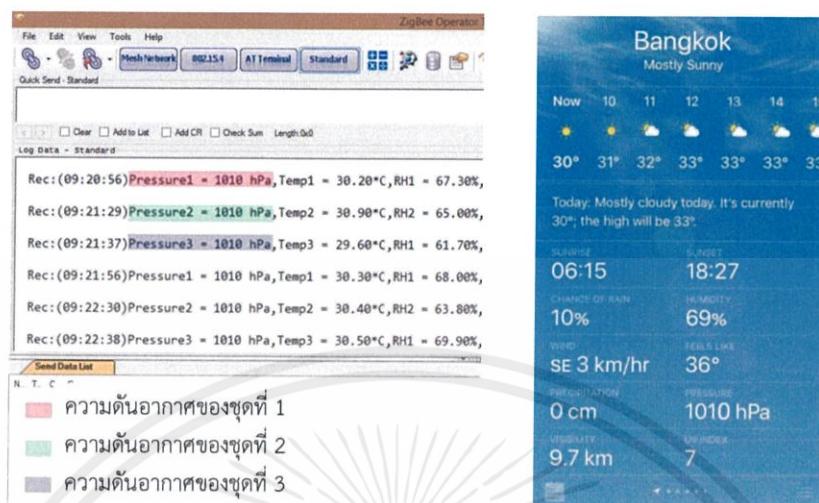 ZigBee Operator T
File Edit View Tools Help
Mesh Network 802.15.4 AT Terminal Standard
Quick Send - Standard
Clear Add to List Add CR Check Sum Length:0x0
Log Data - Standard
Rec:(09:20:56)Pressure1 = 1010 hPa,Temp1 = 30.20*C,RH1 = 67.30%,
Rec:(09:21:29)Pressure2 = 1010 hPa,Temp2 = 30.90*C,RH2 = 65.00%,
Rec:(09:21:37)Pressure3 = 1010 hPa,Temp3 = 29.60*C,RH1 = 61.70%,
Rec:(09:21:56)Pressure1 = 1010 hPa,Temp1 = 30.30*C,RH1 = 68.00%,
Rec:(09:22:30)Pressure2 = 1010 hPa,Temp2 = 30.40*C,RH2 = 63.80%,
Rec:(09:22:38)Pressure3 = 1010 hPa,Temp3 = 30.50*C,RH1 = 69.90%,
Send Data List
N. T. C
ความดันอากาศของชุดที่ 1
ความดันอากาศของชุดที่ 2
ความดันอากาศของชุดที่ 3
Bangkok
Mostly Sunny
Now 10 11 12 13 14
30° 31° 32° 33° 33° 33° 33
Today: Mostly cloudy today. It's currently
30°; the high will be 33°.
SUNRISE SUNSET
06:15 18:27
CHANCE OF RAIN HUMIDITY
10% 69%
WIND FEELS LIKE
SE 3 km/hr 36°
PRECIPITATION PRESSURE
0 cm 1010 hPa
VISIBILITY UV INDEX
9.7 km 7